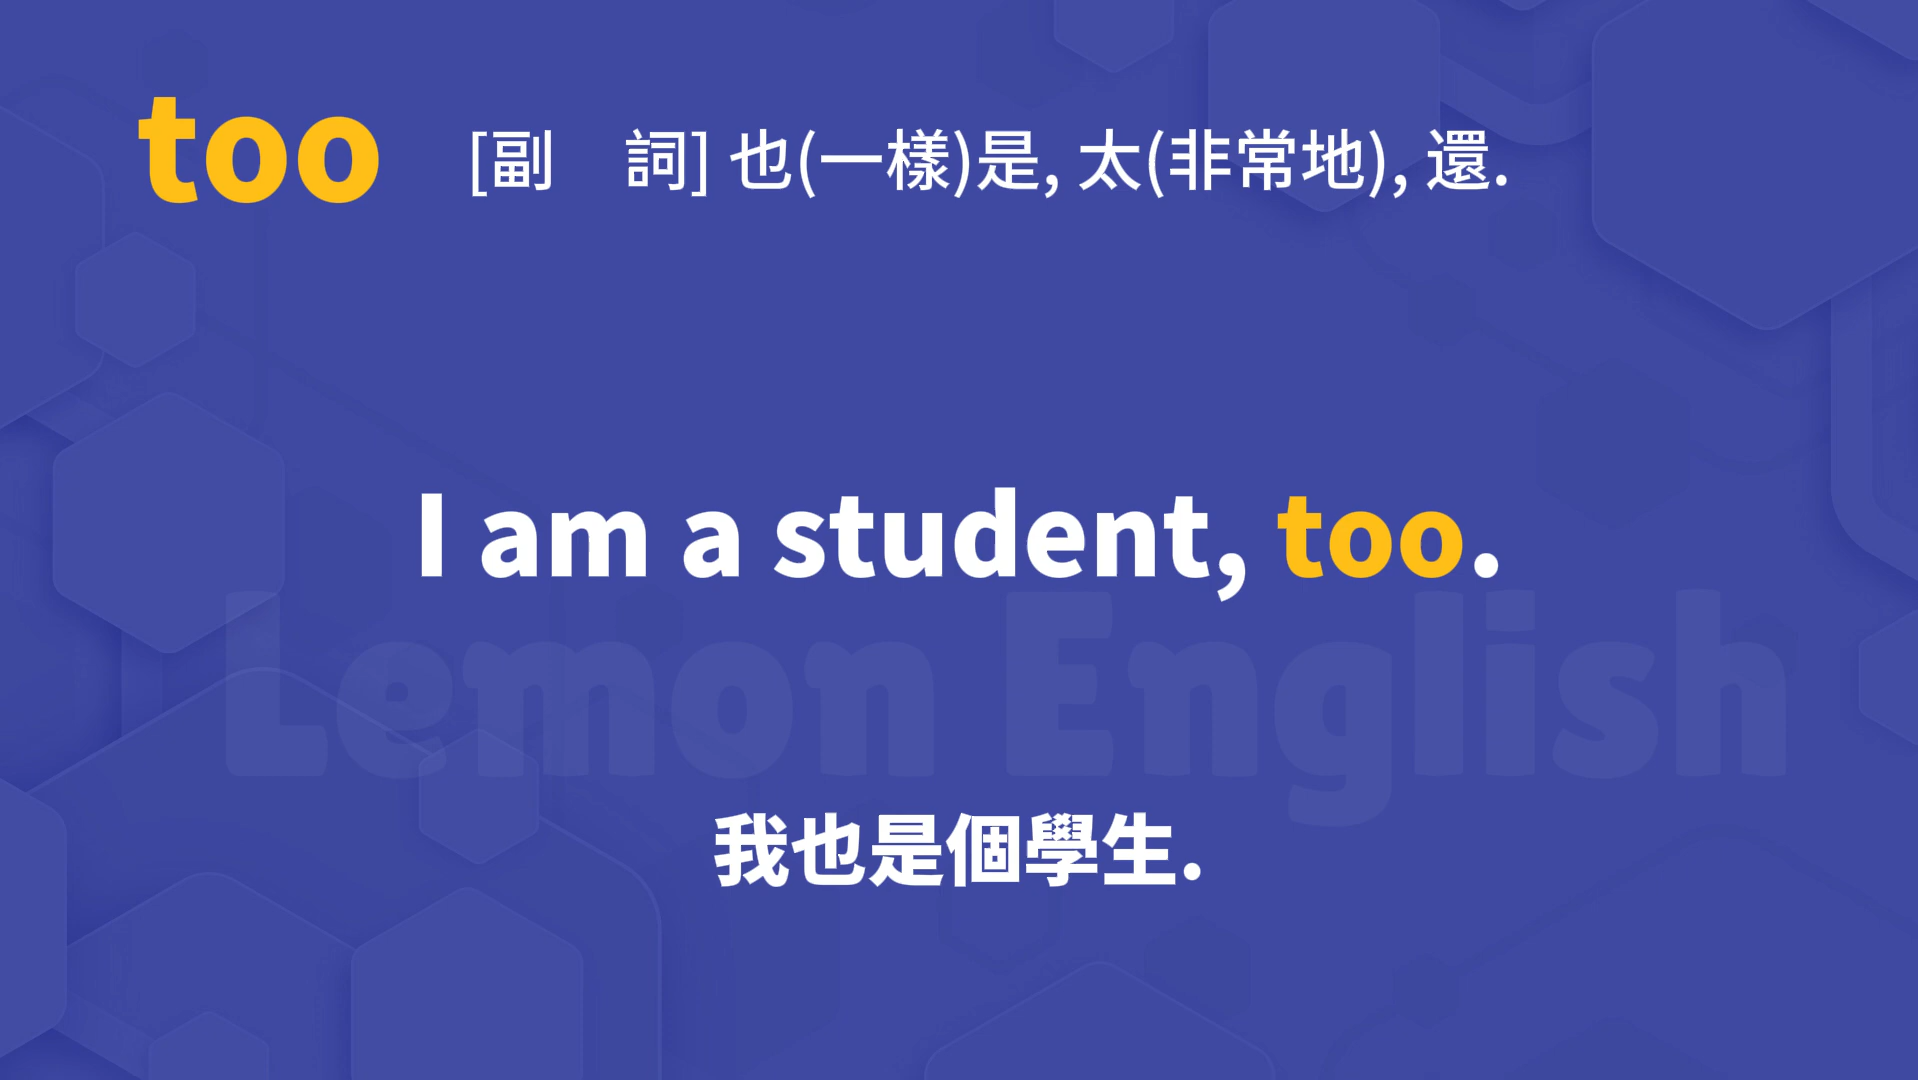 too [副　詞] 也(一樣)是, 太(非常地), 還.
I am a student, too.
Lemon English
我也是個學生.